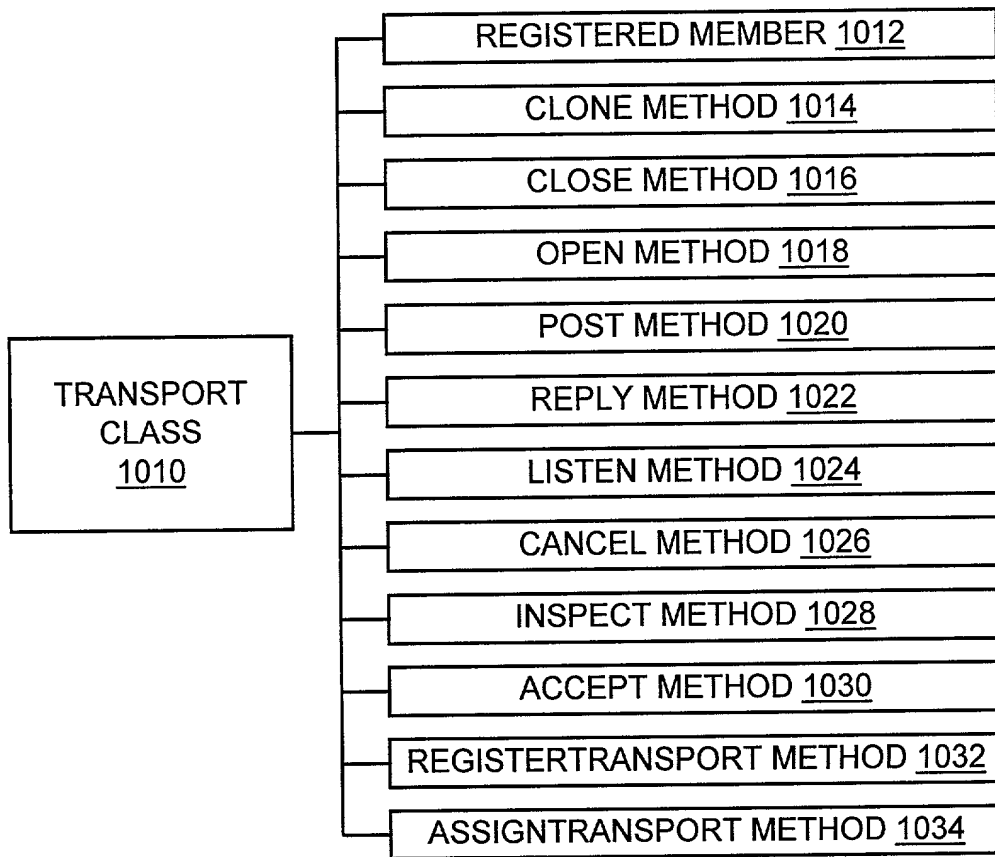 REGISTERED MEMBER 1012
CLONE METHOD 1014
CLOSE METHOD 1016
OPEN METHOD 1018
POST METHOD 1020
TRANSPORT
CLASS
1010
REPLY METHOD 1022
LISTEN METHOD 1024
CANCEL METHOD 1026
INSPECT METHOD 1028
ACCEPT METHOD 1030
REGISTERTRANSPORT METHOD 1032
ASSIGNTRANSPORT METHOD 1034